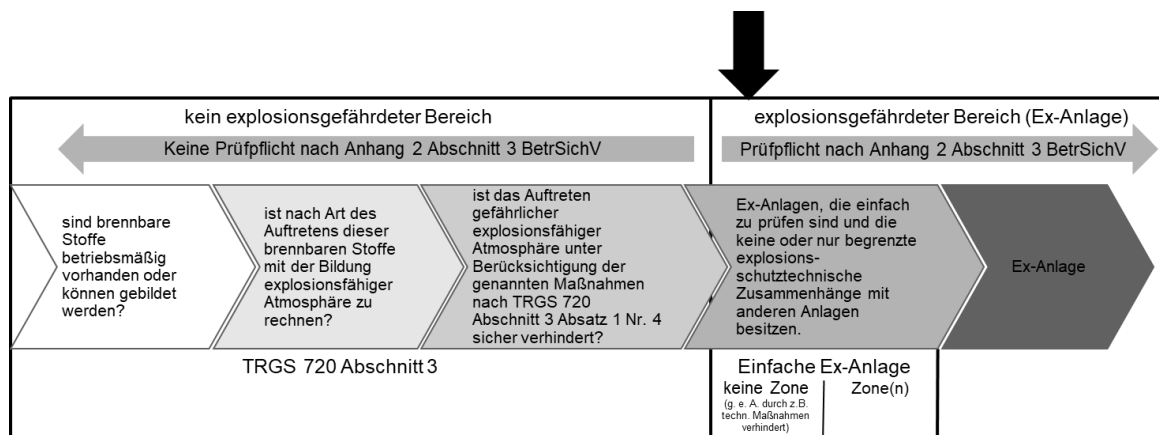 kein explosionsgefährdeter Bereich
explosionsgefährdeter Bereich (Ex-Anlage)
Keine Prüfpflicht nach Anhang 2 Abschnitt 3 BetrSichV
Prüfpflicht nach Anhang 2 Abschnitt 3 BetrSichV
sind brennbare
Stoffe
betriebsmäßig
vorhanden oder
können gebildet
werden?
ist nach Art des
Auftretens dieser
brennbaren Stoffe
mit der Bildung
explosionsfähiger
Atmosphäre zu
rechnen?
ist das Auftreten
gefährlicher
explosionsfähiger
Atmosphäre unter
Berücksichtigung der
genannten Maßnahmen
nach TRGS 720
Abschnitt 3 Absatz 1 Nr. 4
sicher verhindert?
Ex-Anlagen, die einfach
zu prüfen sind und die
keine oder nur begrenzte
explosions-
schutztechnische
Zusammenhänge mit
anderen Anlagen
besitzen.
Ex-Anlage
TRGS 720 Abschnitt 3
Einfache Ex-Anlage
keine Zone
(g. e. A. durch z.B.
techn. Maßnahmen
verhindert)
Zone(n)